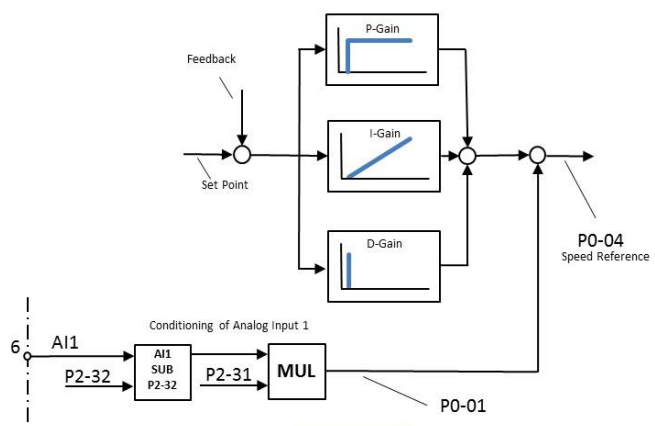 P-Gain
Feedback
I-Gain
Set Point
P0-04
Speed Reference
D-Gain
Conditioning of Analog Input 1
6
AI1
AI1
SUB
P2-32
P2-32
P2-31
MUL
P0-01